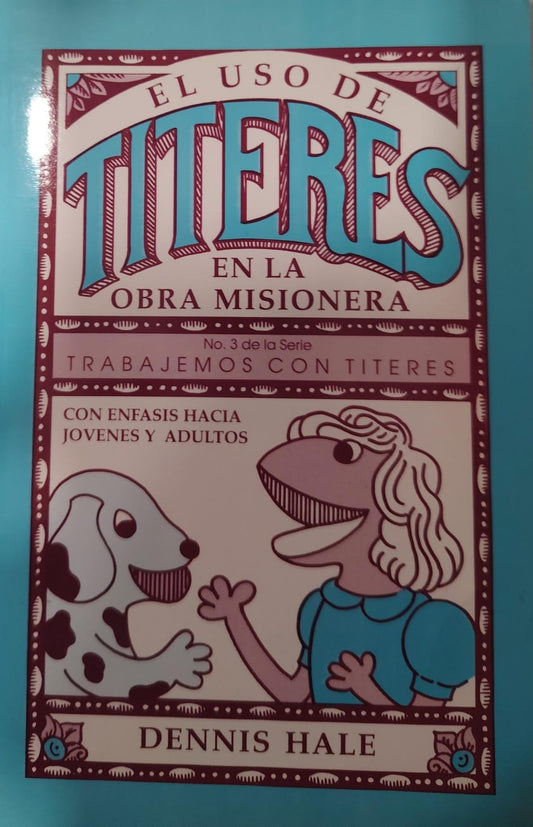 EL USO DE
TITERES
EN LA
OBRA MISIONERA
No. 3 de la Serie
TRABAJEMOS CON TITERES
CON ENFASIS HACIA
JOVENES Y ADULTOS
DENNIS HALE